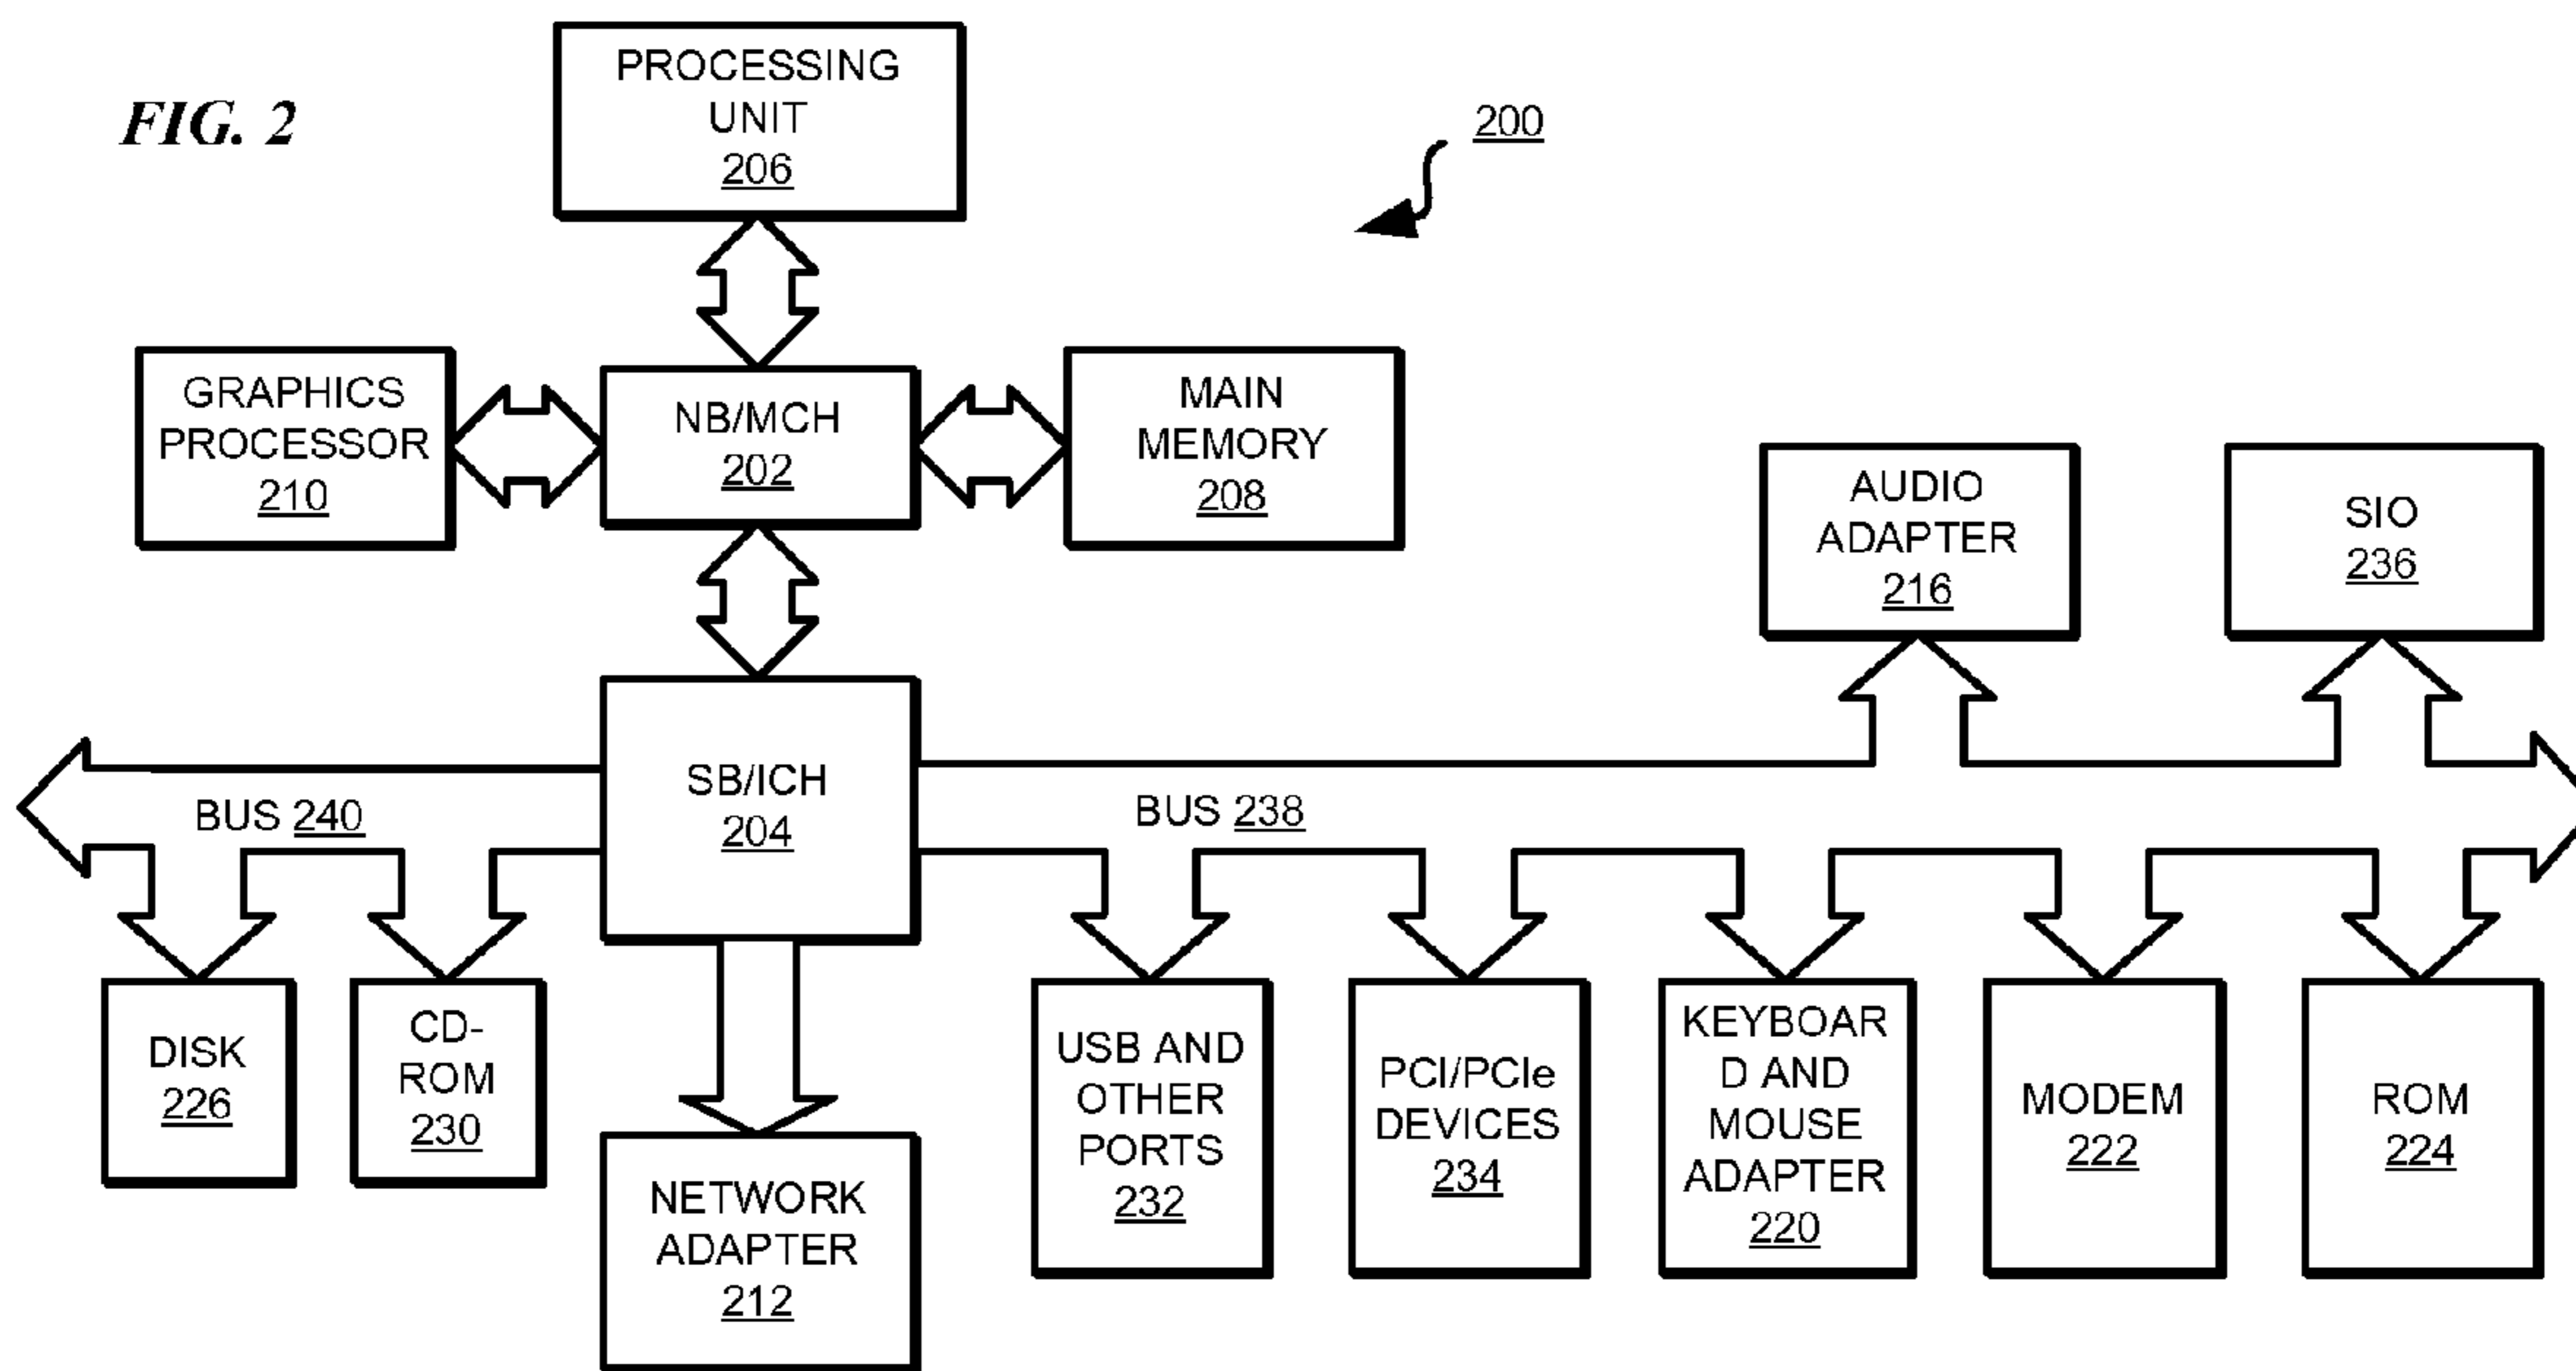 FIG. 2
PROCESSING
UNIT
206
200
GRAPHICS
PROCESSOR
210
NB/MCH
202
MAIN
MEMORY
208
AUDIO
ADAPTER
216
SIO
236
BUS 240
SB/ICH
204
BUS 238
DISK
226
CD-
ROM
230
NETWORK
ADAPTER
212
USB AND
OTHER
PORTS
232
PCI/PCIe
DEVICES
234
KEYBOAR
D AND
MOUSE
ADAPTER
220
MODEM
222
ROM
224